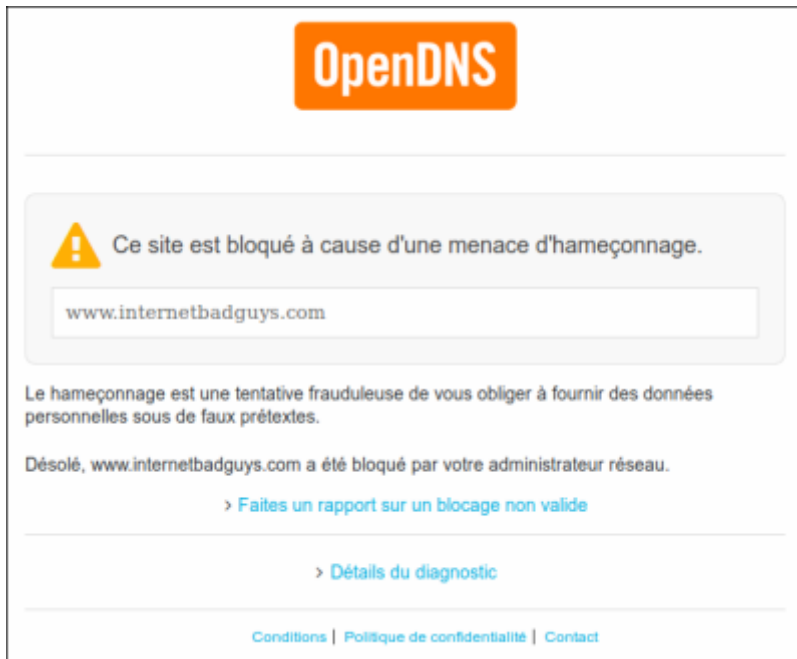 OpenDNS
Ce site est bloqué à cause d'une menace d'hameçonnage.
www.internetbadguys.com
Le hameçonnage est une tentative frauduleuse de vous obliger à fournir des données
personnelles sous de faux prétextes.
Désolé, www.internetbadguys.com a été bloqué par votre administrateur réseau.
> Faites un rapport sur un blocage non valide
> Détails du diagnostic
Conditions | Politique de confidentialité | Contact